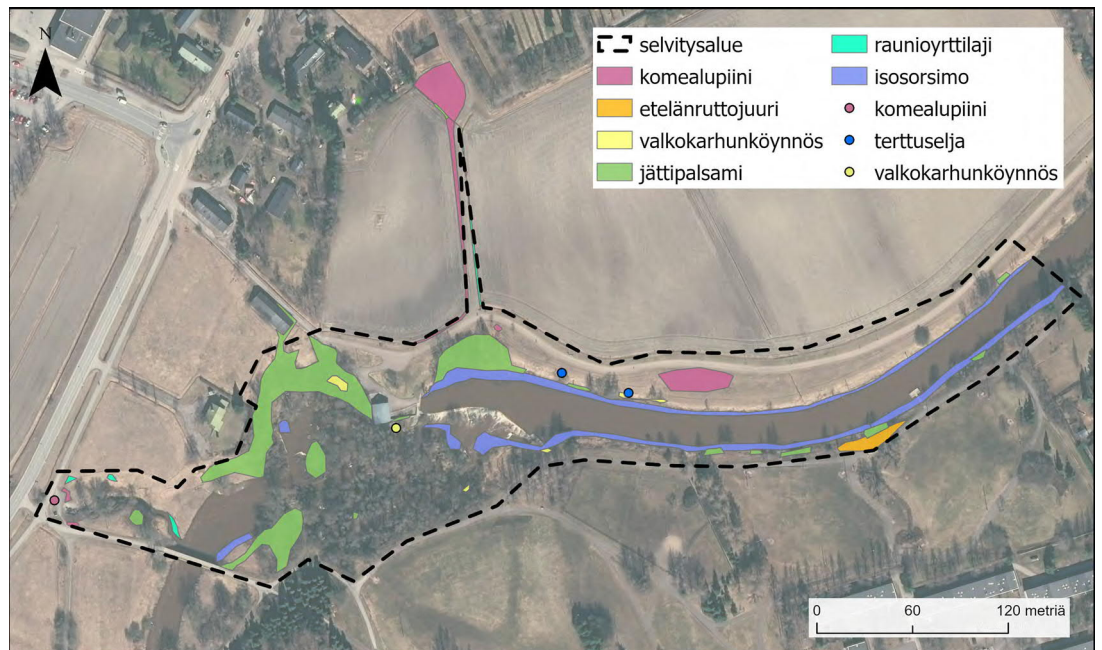 N
selvitysalue
komealupiini
etelänruttojuuri
valkokarhunköynnös
jättipalsami
raunioyrttilaji
isosorsimo
komealupiini
terttuselja
valkokarhunköynnös
0 60 120 metriä